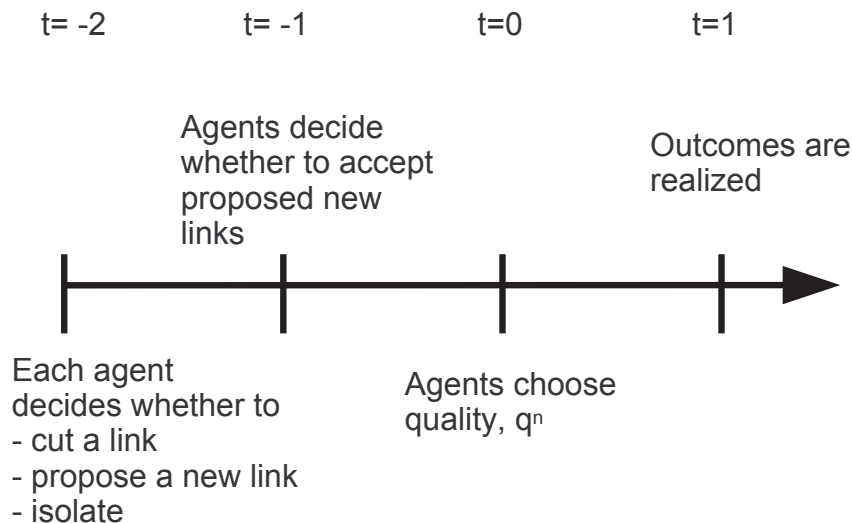 t= -2
t= -1
t=0
t=1
Agents decide
whether to accept
proposed new
links
Outcomes are
realized
Each agent
decides whether to
- cut a link
- propose a new link
- isolate
Agents choose
quality, qⁿ